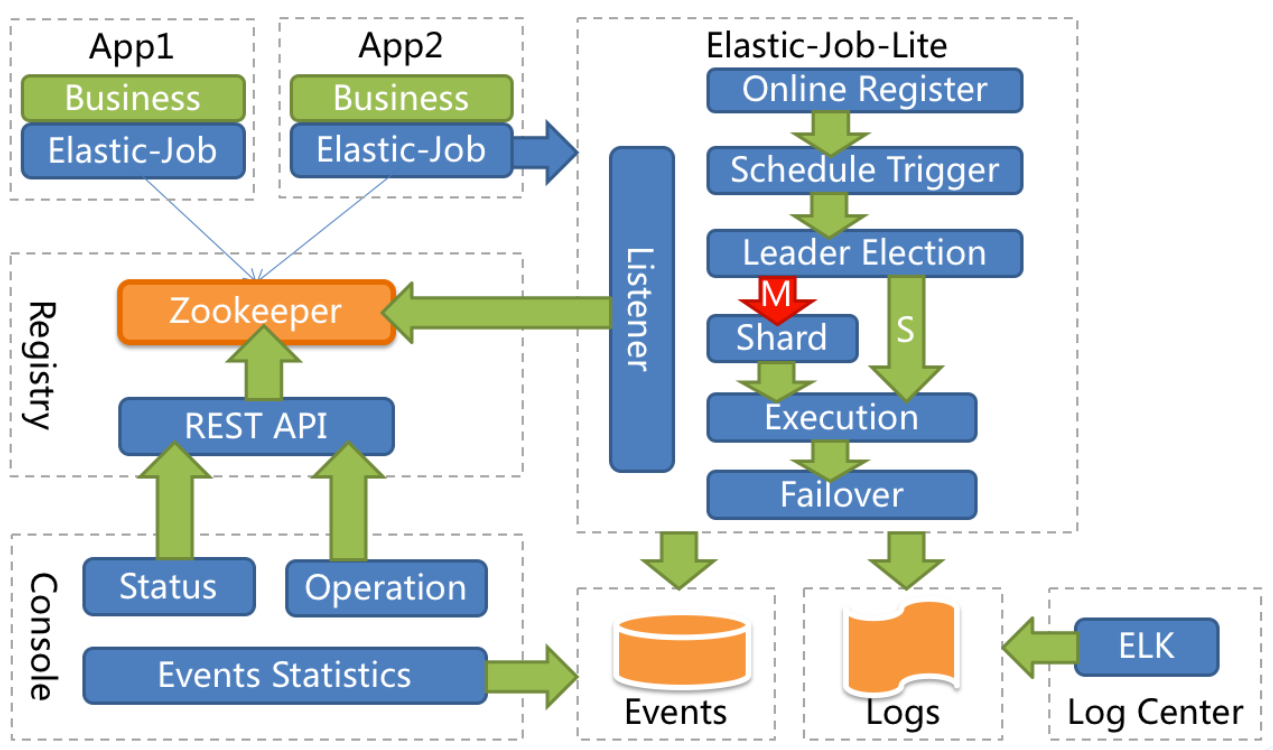 App1
Business
Elastic-Job
App2
Business
Elastic-Job
Elastic-Job-Lite
Online Register
Schedule Trigger
Leader Election
M
S
Shard
Execution
Failover
Listener
Registry
Zookeeper
REST API
Console
Status
Operation
Events Statistics
Events
Logs
ELK
Log Center